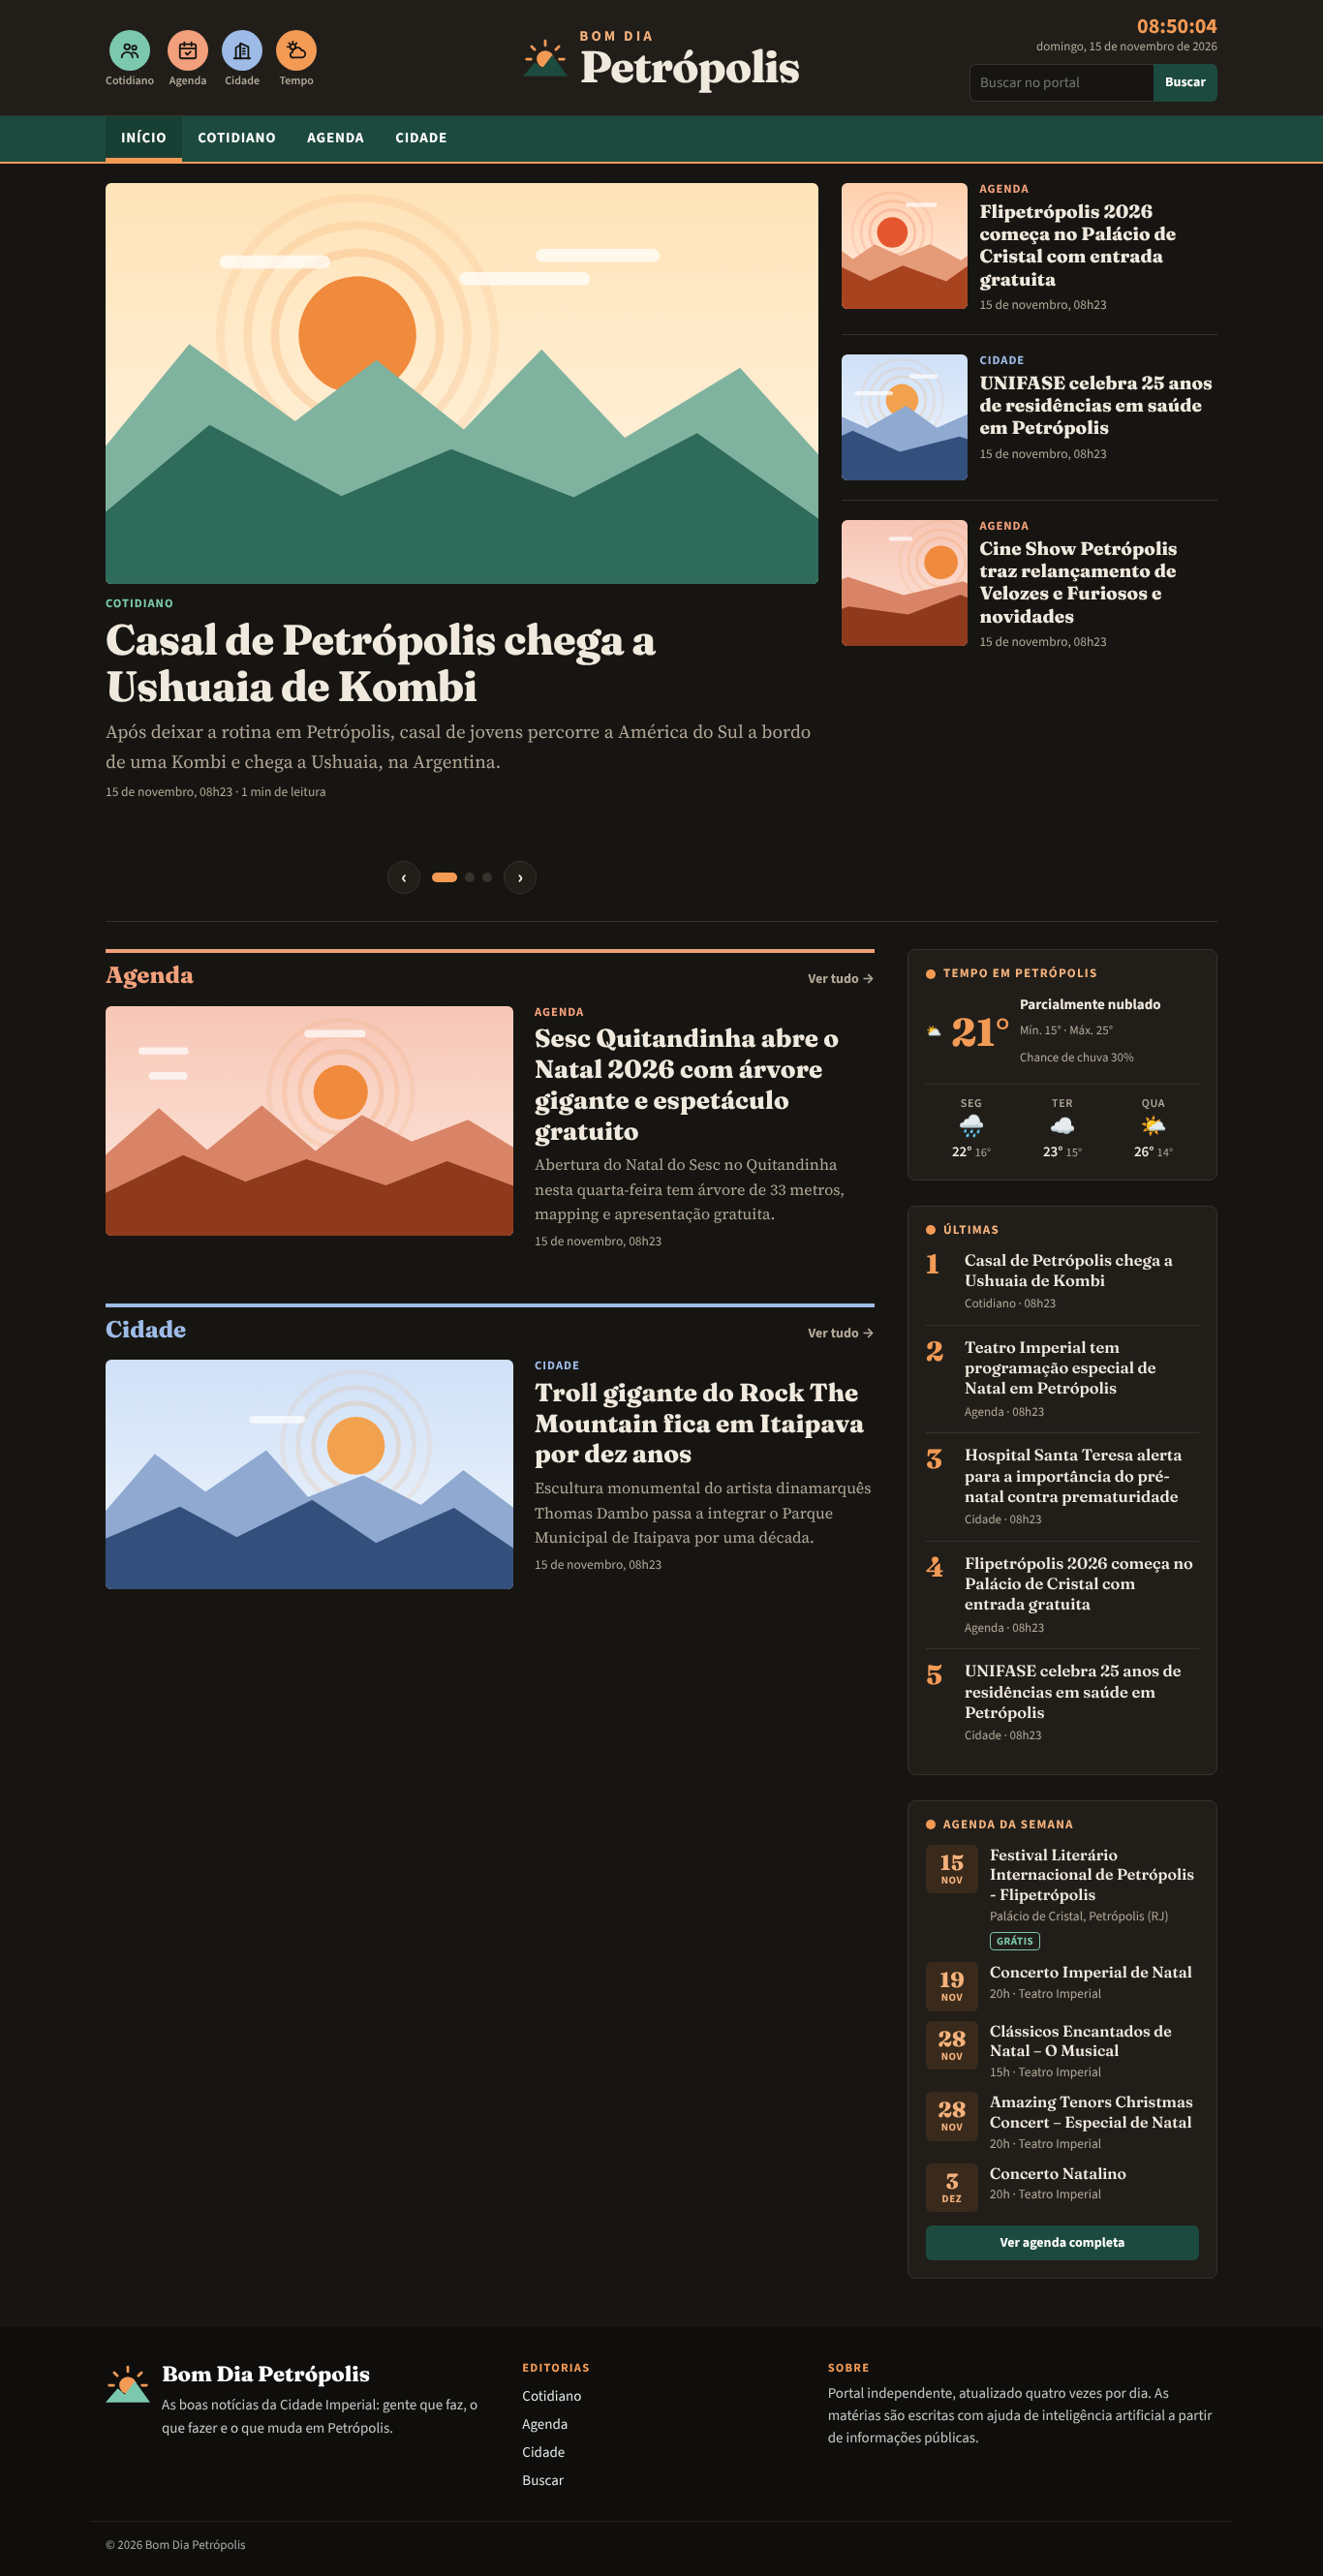 Cotidiano
Agenda
Cidade
Tempo
BOM DIA
Petrópolis
08:50:04
domingo, 15 de novembro de 2026
Buscar no portal
Buscar
INÍCIO
COTIDIANO
AGENDA
CIDADE
COTIDIANO
Casal de Petrópolis chega a
Ushuaia de Kombi
Após deixar a rotina em Petrópolis, casal de jovens percorre a América do Sul a bordo
de uma Kombi e chega a Ushuaia, na Argentina.
15 de novembro, 08h23 · 1 min de leitura
‹
›
AGENDA
Flipetrópolis 2026
começa no Palácio de
Cristal com entrada
gratuita
15 de novembro, 08h23
CIDADE
UNIFASE celebra 25 anos
de residências em saúde
em Petrópolis
15 de novembro, 08h23
AGENDA
Cine Show Petrópolis
traz relançamento de
Velozes e Furiosos e
novidades
15 de novembro, 08h23
Agenda
Ver tudo →
AGENDA
Sesc Quitandinha abre o
Natal 2026 com árvore
gigante e espetáculo
gratuito
Abertura do Natal do Sesc no Quitandinha
nesta quarta-feira tem árvore de 33 metros,
mapping e apresentação gratuita.
15 de novembro, 08h23
Cidade
Ver tudo →
CIDADE
Troll gigante do Rock The
Mountain fica em Itaipava
por dez anos
Escultura monumental do artista dinamarquês
Thomas Dambo passa a integrar o Parque
Municipal de Itaipava por uma década.
15 de novembro, 08h23
TEMPO EM PETRÓPOLIS
21°
Parcialmente nublado
Mín. 15° · Máx. 25°
Chance de chuva 30%
SEG
TER
QUA
22° 16°
23° 15°
26° 14°
ÚLTIMAS
1
Casal de Petrópolis chega a
Ushuaia de Kombi
Cotidiano · 08h23
2
Teatro Imperial tem
programação especial de
Natal em Petrópolis
Agenda · 08h23
3
Hospital Santa Teresa alerta
para a importância do pré-
natal contra prematuridade
Cidade · 08h23
4
Flipetrópolis 2026 começa no
Palácio de Cristal com
entrada gratuita
Agenda · 08h23
5
UNIFASE celebra 25 anos de
residências em saúde em
Petrópolis
Cidade · 08h23
AGENDA DA SEMANA
15
NOV
Festival Literário
Internacional de Petrópolis
- Flipetrópolis
Palácio de Cristal, Petrópolis (RJ)
GRÁTIS
19
NOV
Concerto Imperial de Natal
20h · Teatro Imperial
28
NOV
Clássicos Encantados de
Natal – O Musical
15h · Teatro Imperial
28
NOV
Amazing Tenors Christmas
Concert – Especial de Natal
20h · Teatro Imperial
3
DEZ
Concerto Natalino
20h · Teatro Imperial
Ver agenda completa
Bom Dia Petrópolis
As boas notícias da Cidade Imperial: gente que faz, o
que fazer e o que muda em Petrópolis.
EDITORIAS
Cotidiano
Agenda
Cidade
Buscar
SOBRE
Portal independente, atualizado quatro vezes por dia. As
matérias são escritas com ajuda de inteligência artificial a partir
de informações públicas.
© 2026 Bom Dia Petrópolis